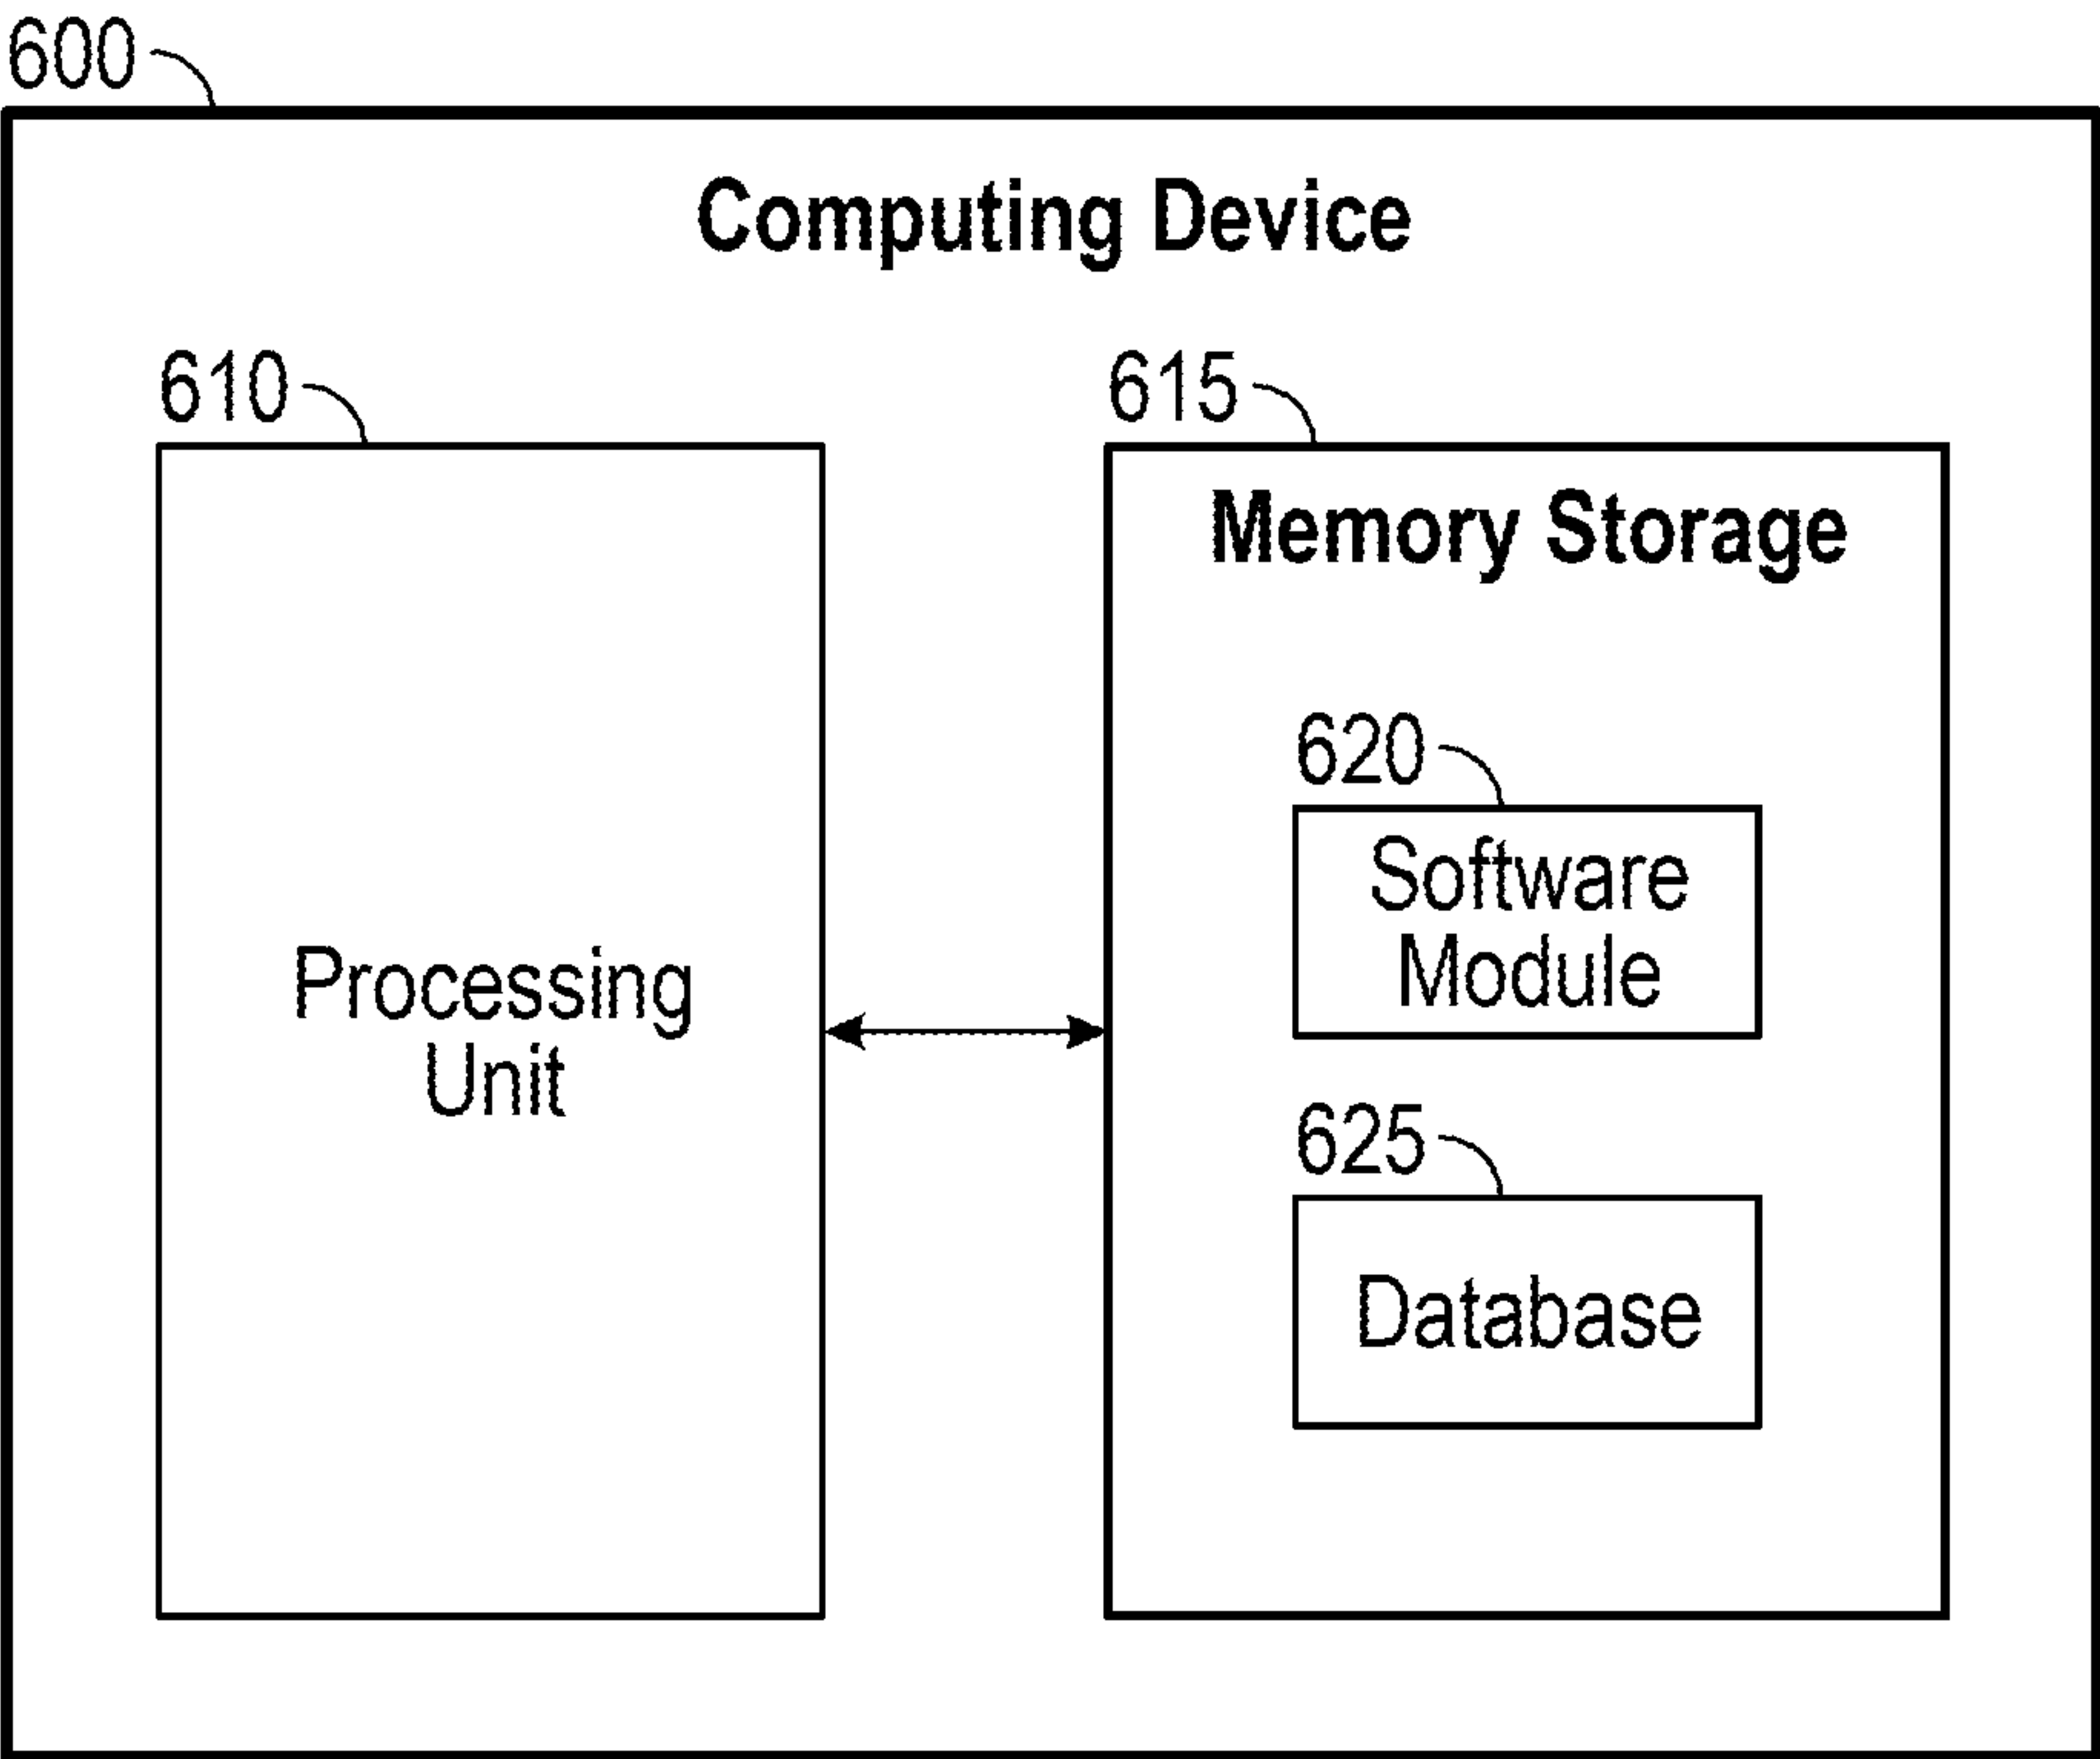 600
Computing Device
610
Processing
Unit
615
Memory Storage
620
Software
Module
625
Database